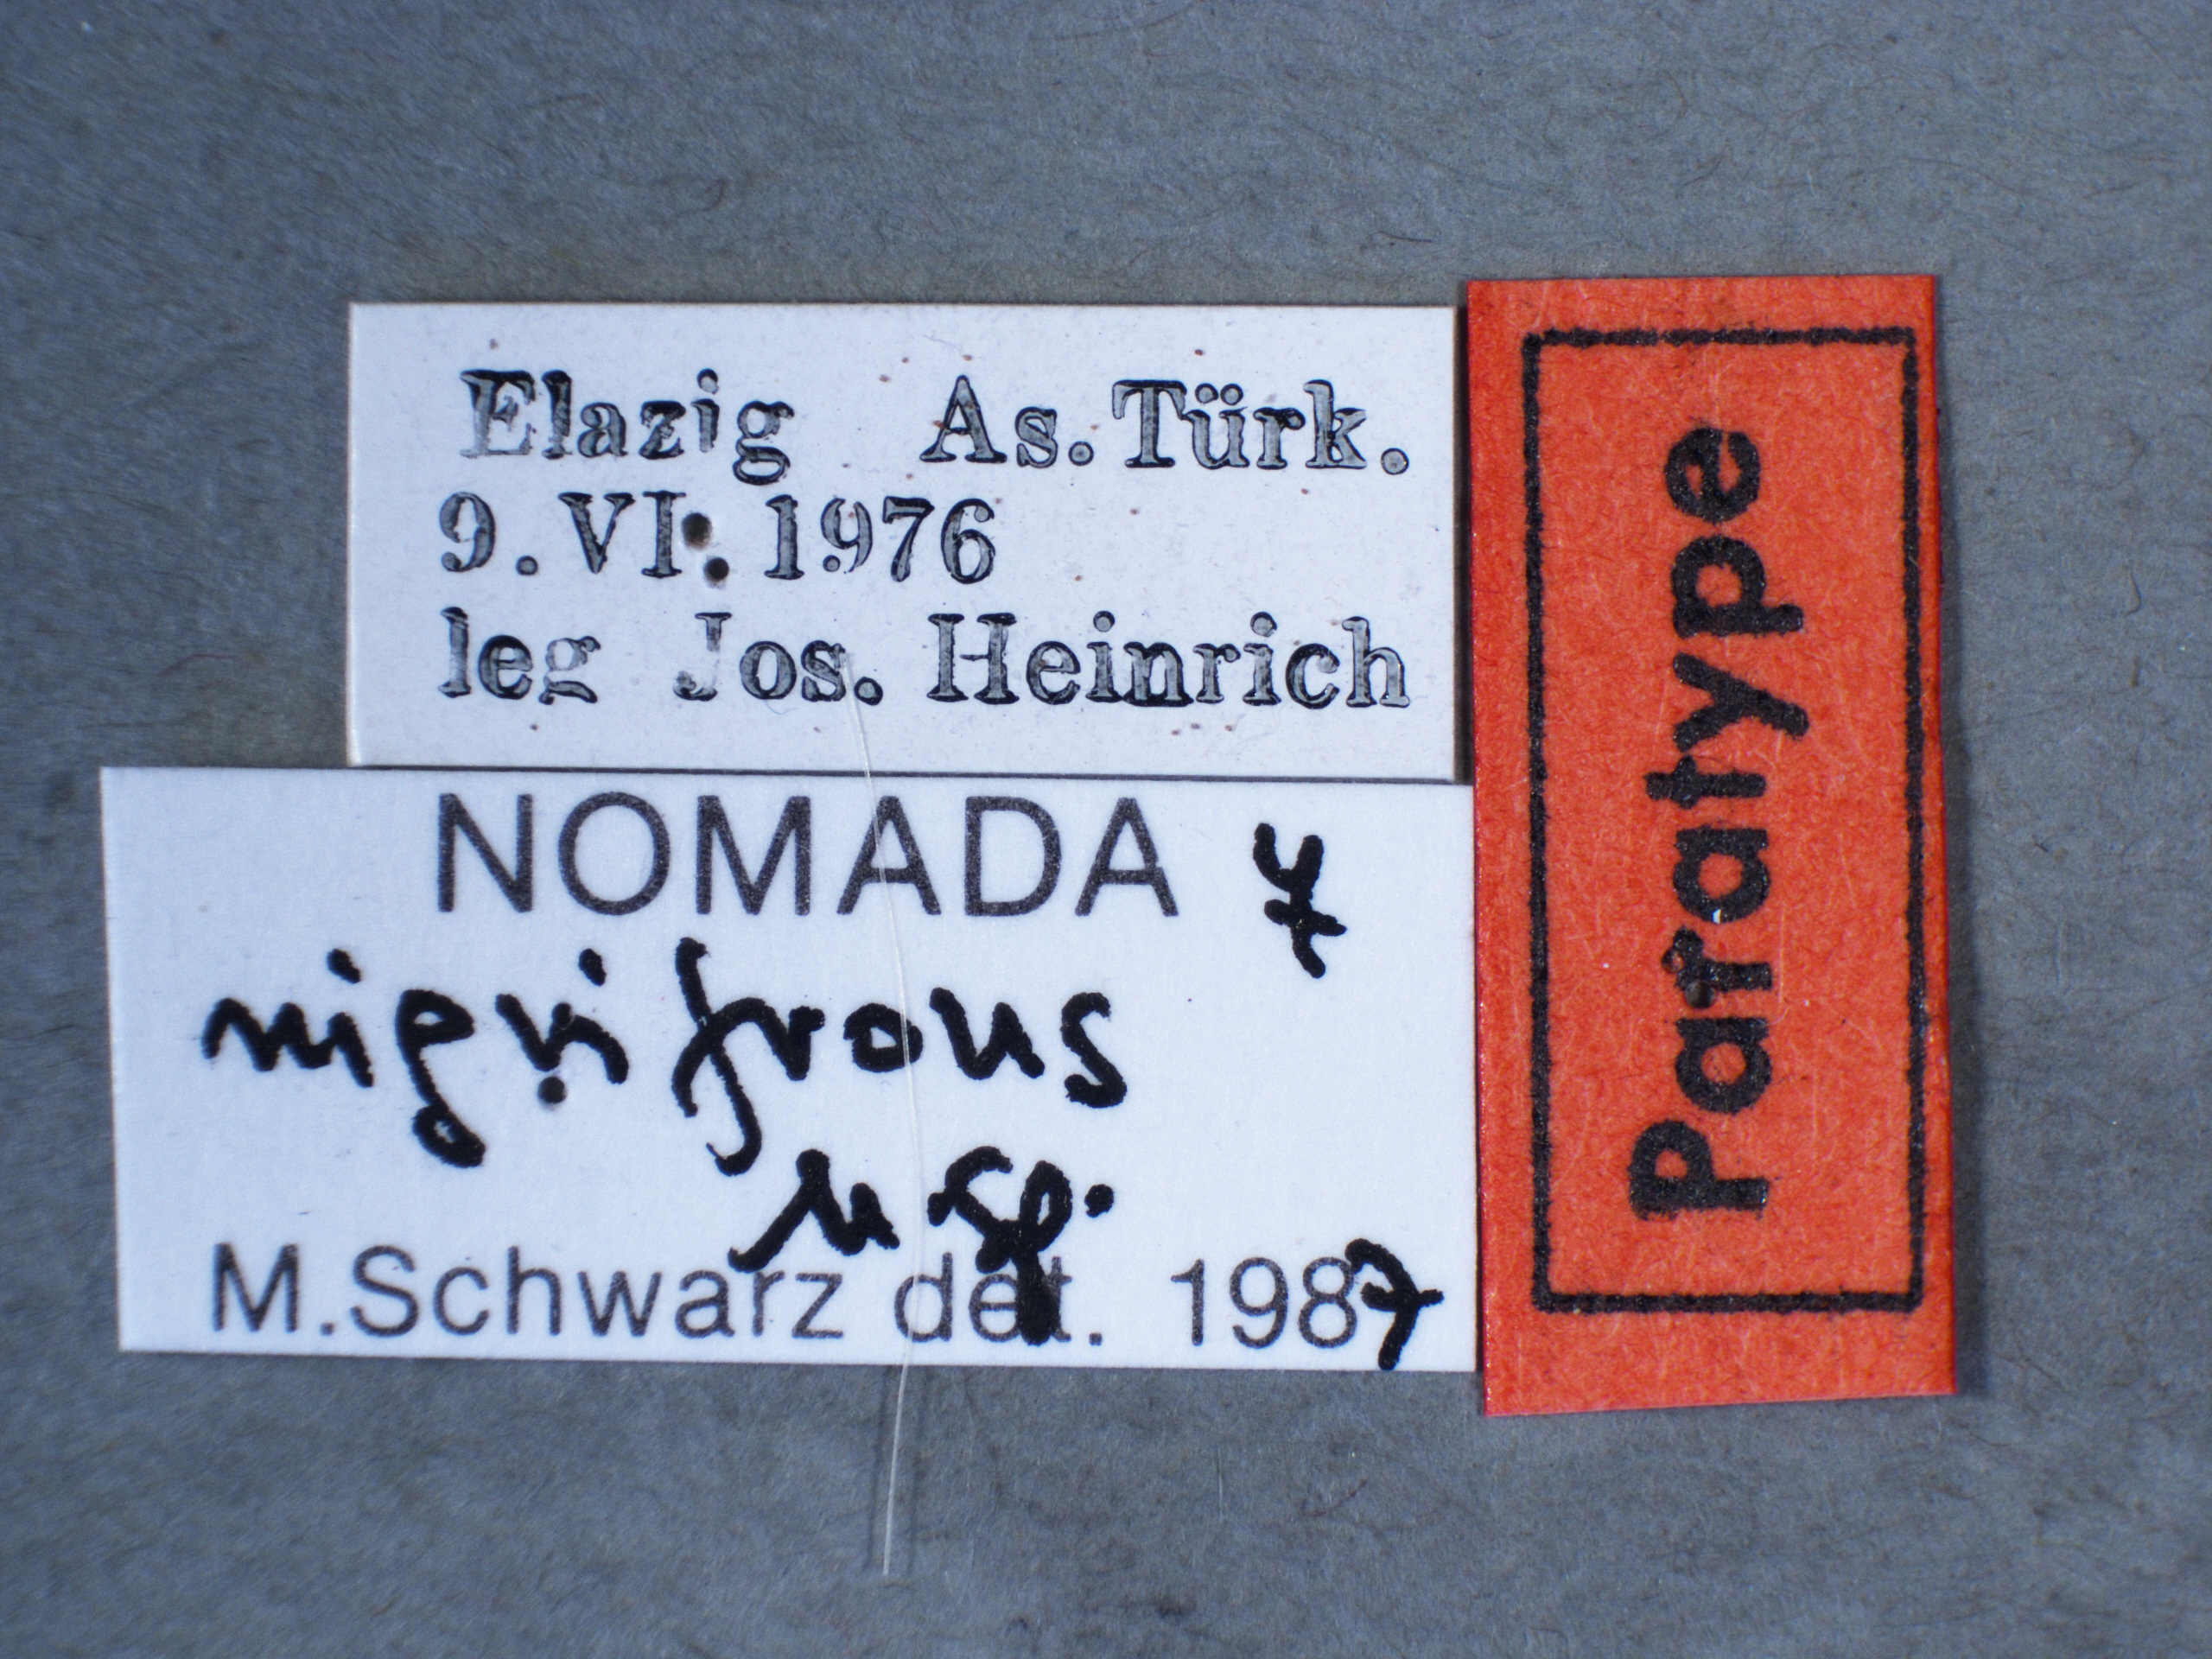 Elazig As. Türk.
9. VI. 1976
leg Jos. Heinrich
NOMADA ♀
nigrifrons
n sp.
M.Schwarz det. 1987
Paratype